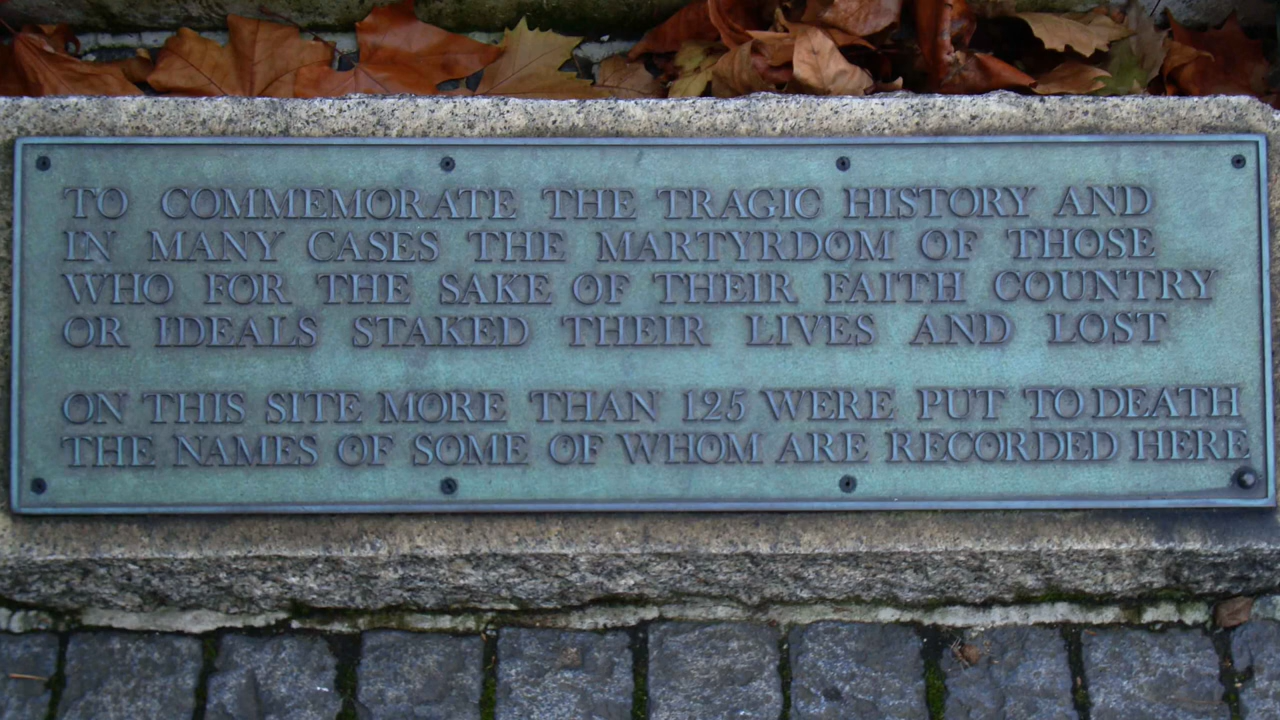 TO COMMEMORATE THE TRAGIC HISTORY AND
IN MANY CASES THE MARTYRDOM OF THOSE
WHO FOR THE SAKE OF THEIR FAITH COUNTRY
OR IDEALS STAKED THEIR LIVES AND LOST
ON THIS SITE MORE THAN 125 WERE PUT TO DEATH
THE NAMES OF SOME OF WHOM ARE RECORDED HERE